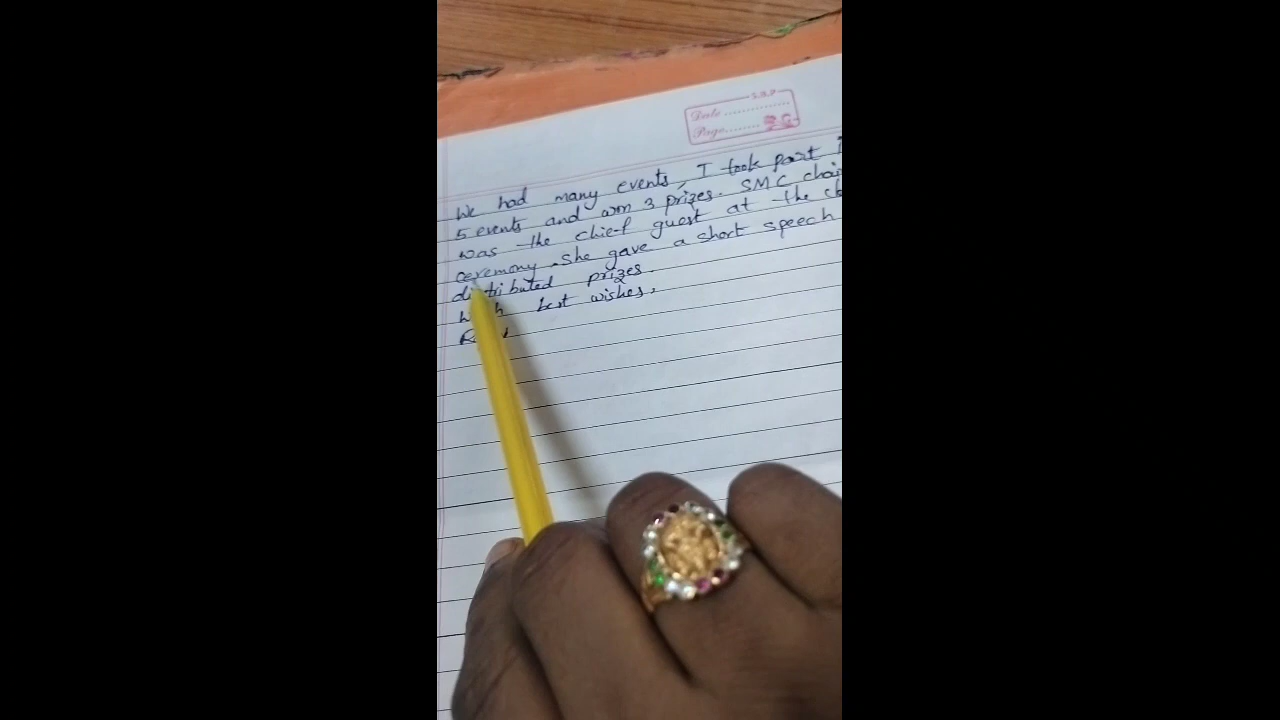 S.B.P
Date ..............
Page........
We had many events, I took part
5 events and won 3 prizes. SMC
was the chief guest at the
ceremony. She gave a short speech
distributed prizes.
best wishes,